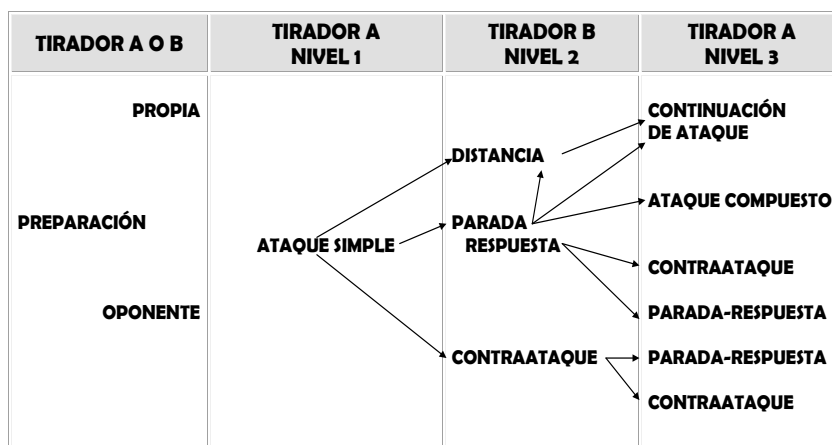 TIRADOR A O B
TIRADOR A
NIVEL 1
TIRADOR B
NIVEL 2
TIRADOR A
NIVEL 3
PROPIA
PREPARACIÓN
OPONENTE
ATAQUE SIMPLE
DISTANCIA
PARADA
RESPUESTA
CONTRAATAQUE
CONTINUACIÓN
DE ATAQUE
ATAQUE COMPUESTO
CONTRAATAQUE
PARADA-RESPUESTA
PARADA-RESPUESTA
CONTRAATAQUE